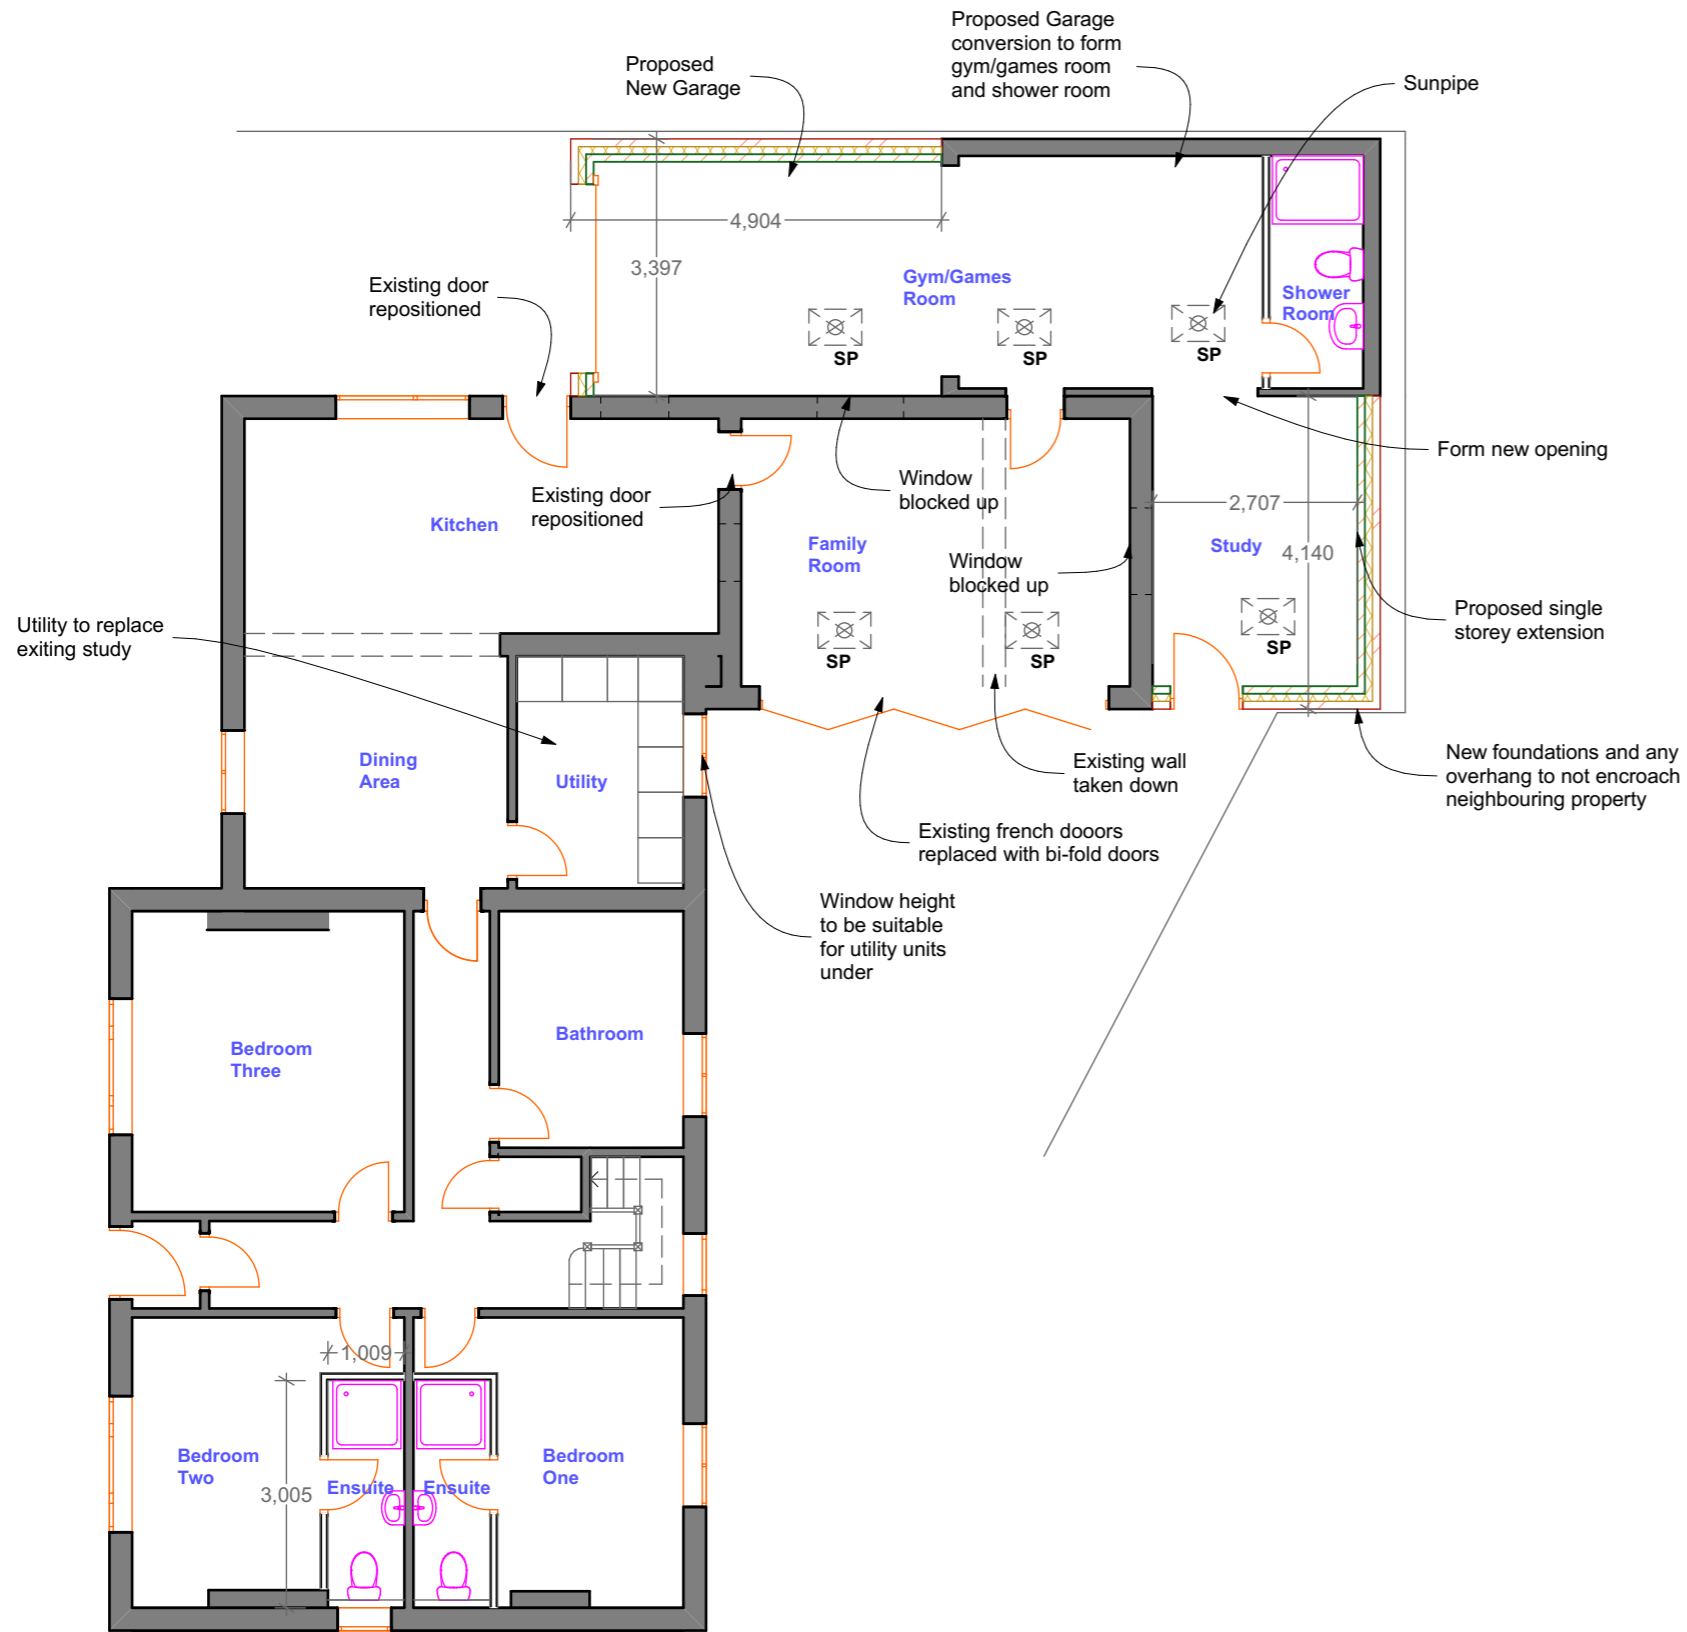 Proposed Garage
conversion to form
gym/games room
and shower room
Proposed
New Garage
Sunpipe
4,904
3,397
Gym/Games
Room
Shower
Room
Existing door
repositioned
SP
SP
SP
Form new opening
Existing door
repositioned
Window
blocked up
Kitchen
Family
Room
Window
blocked up
2,707
Study
4,140
Utility to replace
exiting study
SP
SP
SP
Proposed single
storey extension
Dining
Area
Utility
Existing wall
taken down
New foundations and any
overhang to not encroach
neighbouring property
Existing french dooors
replaced with bi-fold doors
Window height
to be suitable
for utility units
under
Bedroom
Three
Bathroom
1,009
Bedroom
Two
3,005
Ensuite
Ensuite
Bedroom
One